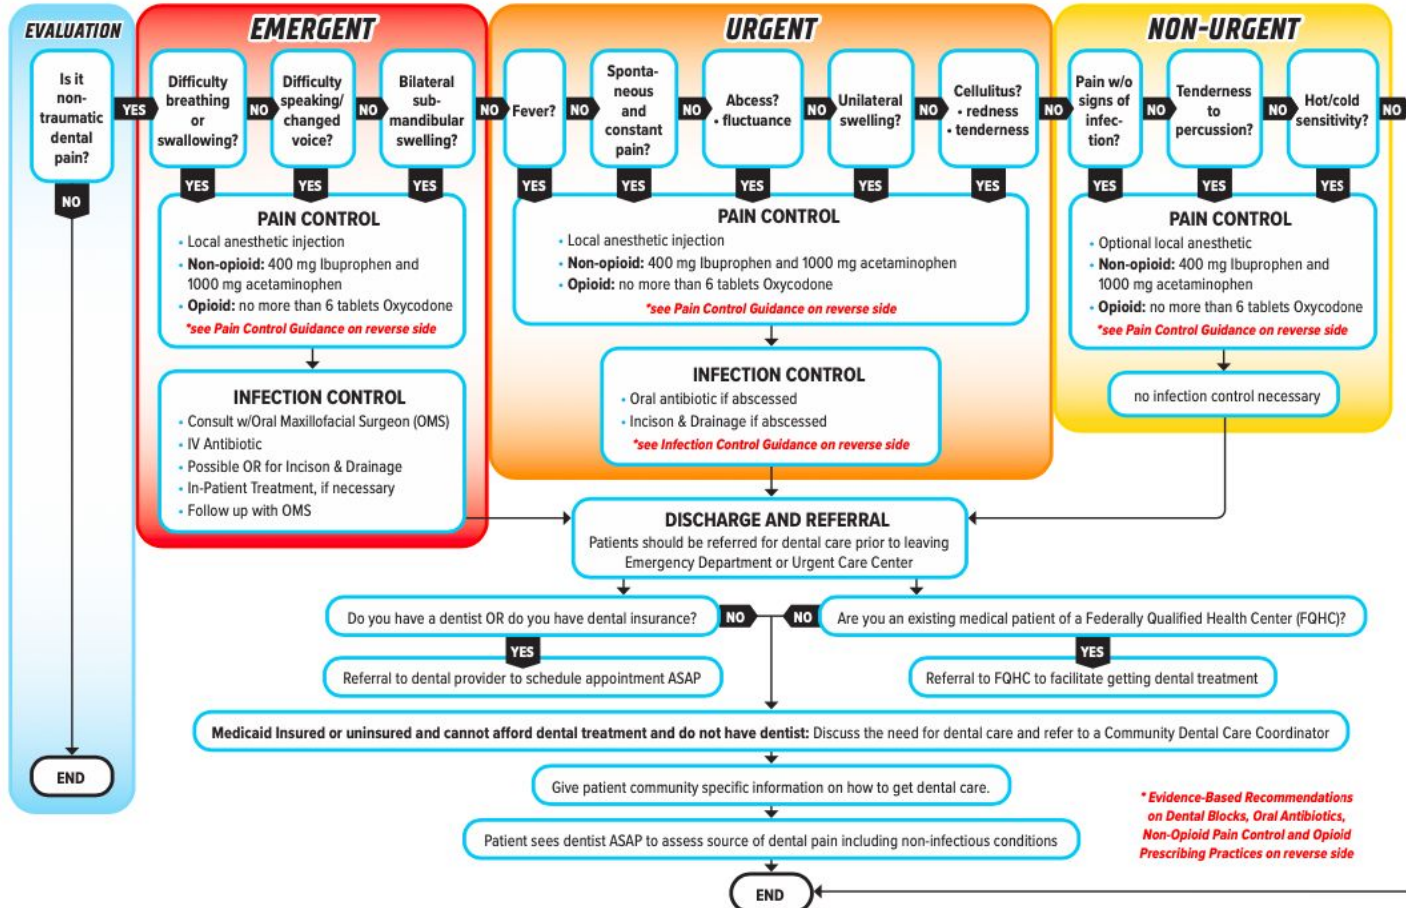 EVALUATION
Is it
non-
traumatic
dental
pain?
YES
NO
END
EMERGENT
Difficulty
breathing
or
swallowing?
NO
Difficulty
speaking/
changed
voice?
NO
Bilateral
sub-
mandibular
swelling?
NO
YES
YES
YES
PAIN CONTROL
• Local anesthetic injection
• Non-opioid: 400 mg Ibuprophen and
1000 mg acetaminophen
• Opioid: no more than 6 tablets Oxycodone
*see Pain Control Guidance on reverse side
INFECTION CONTROL
• Consult w/Oral Maxillofacial Surgeon (OMS)
• IV Antibiotic
• Possible OR for Incison & Drainage
• In-Patient Treatment, if necessary
• Follow up with OMS
URGENT
Fever?
NO
Sponta-
neous
and
constant
pain?
NO
Abcess?
• fluctuance
NO
Unilateral
swelling?
NO
Cellulitus?
• redness
• tenderness
NO
YES
YES
YES
YES
YES
PAIN CONTROL
• Local anesthetic injection
• Non-opioid: 400 mg Ibuprophen and 1000 mg acetaminophen
• Opioid: no more than 6 tablets Oxycodone
*see Pain Control Guidance on reverse side
INFECTION CONTROL
• Oral antibiotic if abscessed
• Incison & Drainage if abscessed
*see Infection Control Guidance on reverse side
NON-URGENT
Pain w/o
signs of
infec-
tion?
NO
Tenderness
to
percussion?
NO
Hot/cold
sensitivity?
NO
YES
YES
YES
PAIN CONTROL
• Optional local anesthetic
• Non-opioid: 400 mg Ibuprophen and
1000 mg acetaminophen
• Opioid: no more than 6 tablets Oxycodone
*see Pain Control Guidance on reverse side
no infection control necessary
DISCHARGE AND REFERRAL
Patients should be referred for dental care prior to leaving
Emergency Department or Urgent Care Center
Do you have a dentist OR do you have dental insurance?
NO
NO
Are you an existing medical patient of a Federally Qualified Health Center (FQHC)?
YES
YES
Referral to dental provider to schedule appointment ASAP
Referral to FQHC to facilitate getting dental treatment
Medicaid Insured or uninsured and cannot afford dental treatment and do not have dentist: Discuss the need for dental care and refer to a Community Dental Care Coordinator
Give patient community specific information on how to get dental care.
Patient sees dentist ASAP to assess source of dental pain including non-infectious conditions
END
* Evidence-Based Recommendations
on Dental Blocks, Oral Antibiotics,
Non-Opioid Pain Control and Opioid
Prescribing Practices on reverse side